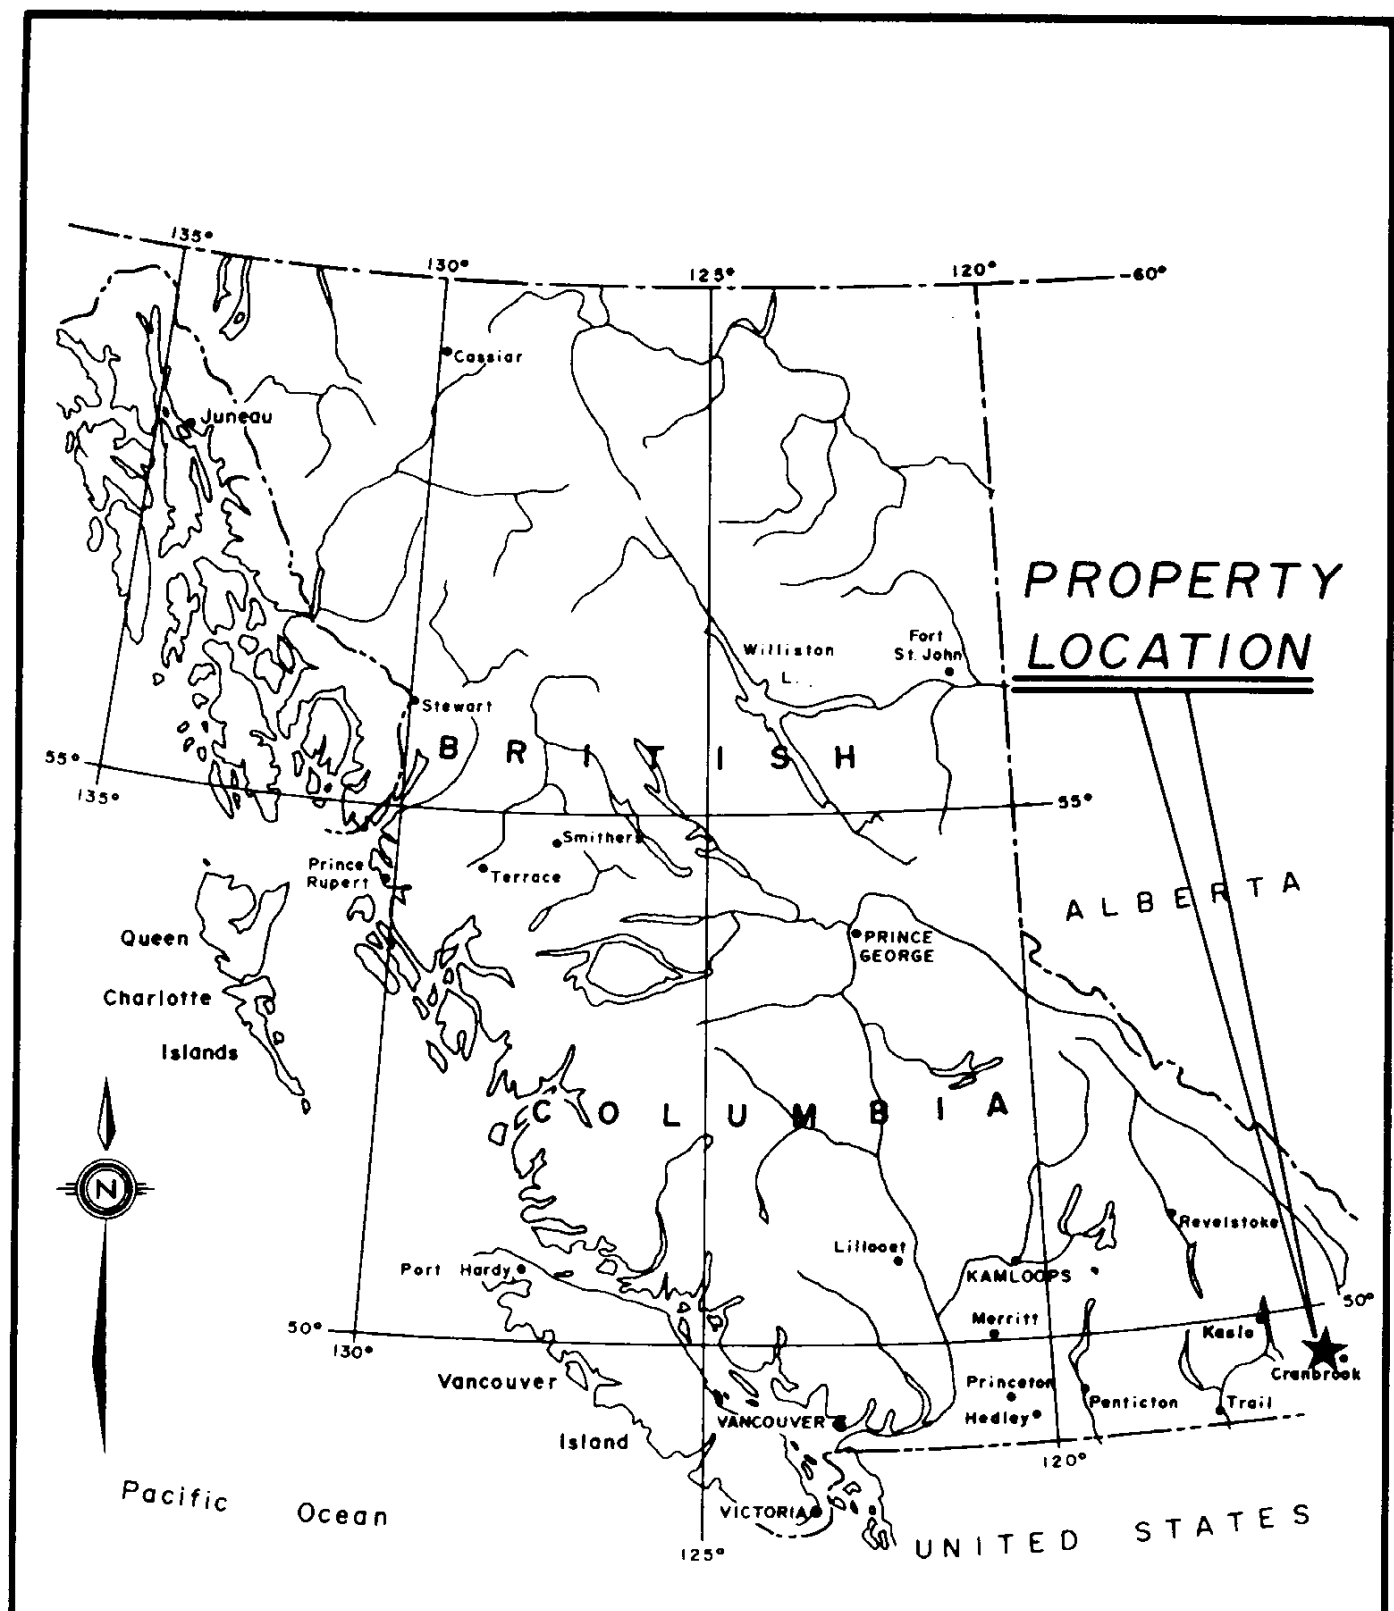 135°
130°
125°
120°
60°
Cassiar
Juneau
PROPERTY
LOCATION
Williston
L.
Fort
St. John
Stewart
BRITISH
55°
135°
55°
Smithers
Prince
Rupert
Terrace
ALBERTA
Queen
Charlotte
Islands
PRINCE
GEORGE
COLUMBIA
N
Revelstoke
Lillooet
Port Hardy
KAMLOOPS
50°
Merritt
Kaslo
50°
130°
Cranbrook
Vancouver
Island
Princeton
Hedley
Penticton
Trail
VANCOUVER
120°
Pacific Ocean
VICTORIA
125°
UNITED STATES